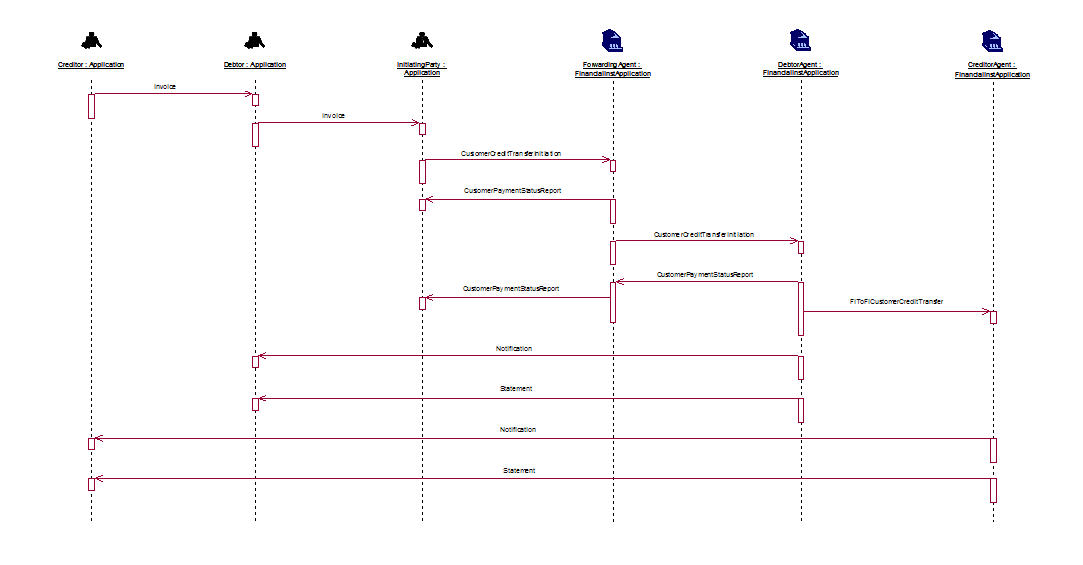 Creditor : Application
Debtor : Application
InitiatingParty :
Application
ForwardingAgent :
FinancialInstApplication
DebtorAgent :
FinancialInstApplication
CreditorAgent :
FinancialInstApplication
Invoice
Invoice
CustomerCreditTransferInitiation
CustomerPaymentStatusReport
CustomerCreditTransferInitiation
CustomerPaymentStatusReport
CustomerPaymentStatusReport
FIToFICustomerCreditTransfer
Notification
Statement
Notification
Statement